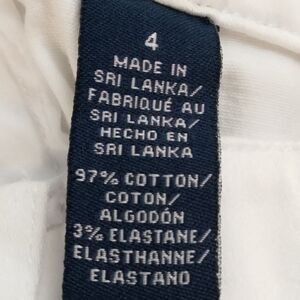 4
MADE IN
SRI LANKA/
FABRIQUÉ AU
SRI LANKA/
HECHO EN
SRI LANKA
97% COTTON/
COTON/
ALGODÓN
3% ELASTANE/
ELASTHANNE/
ELASTANO